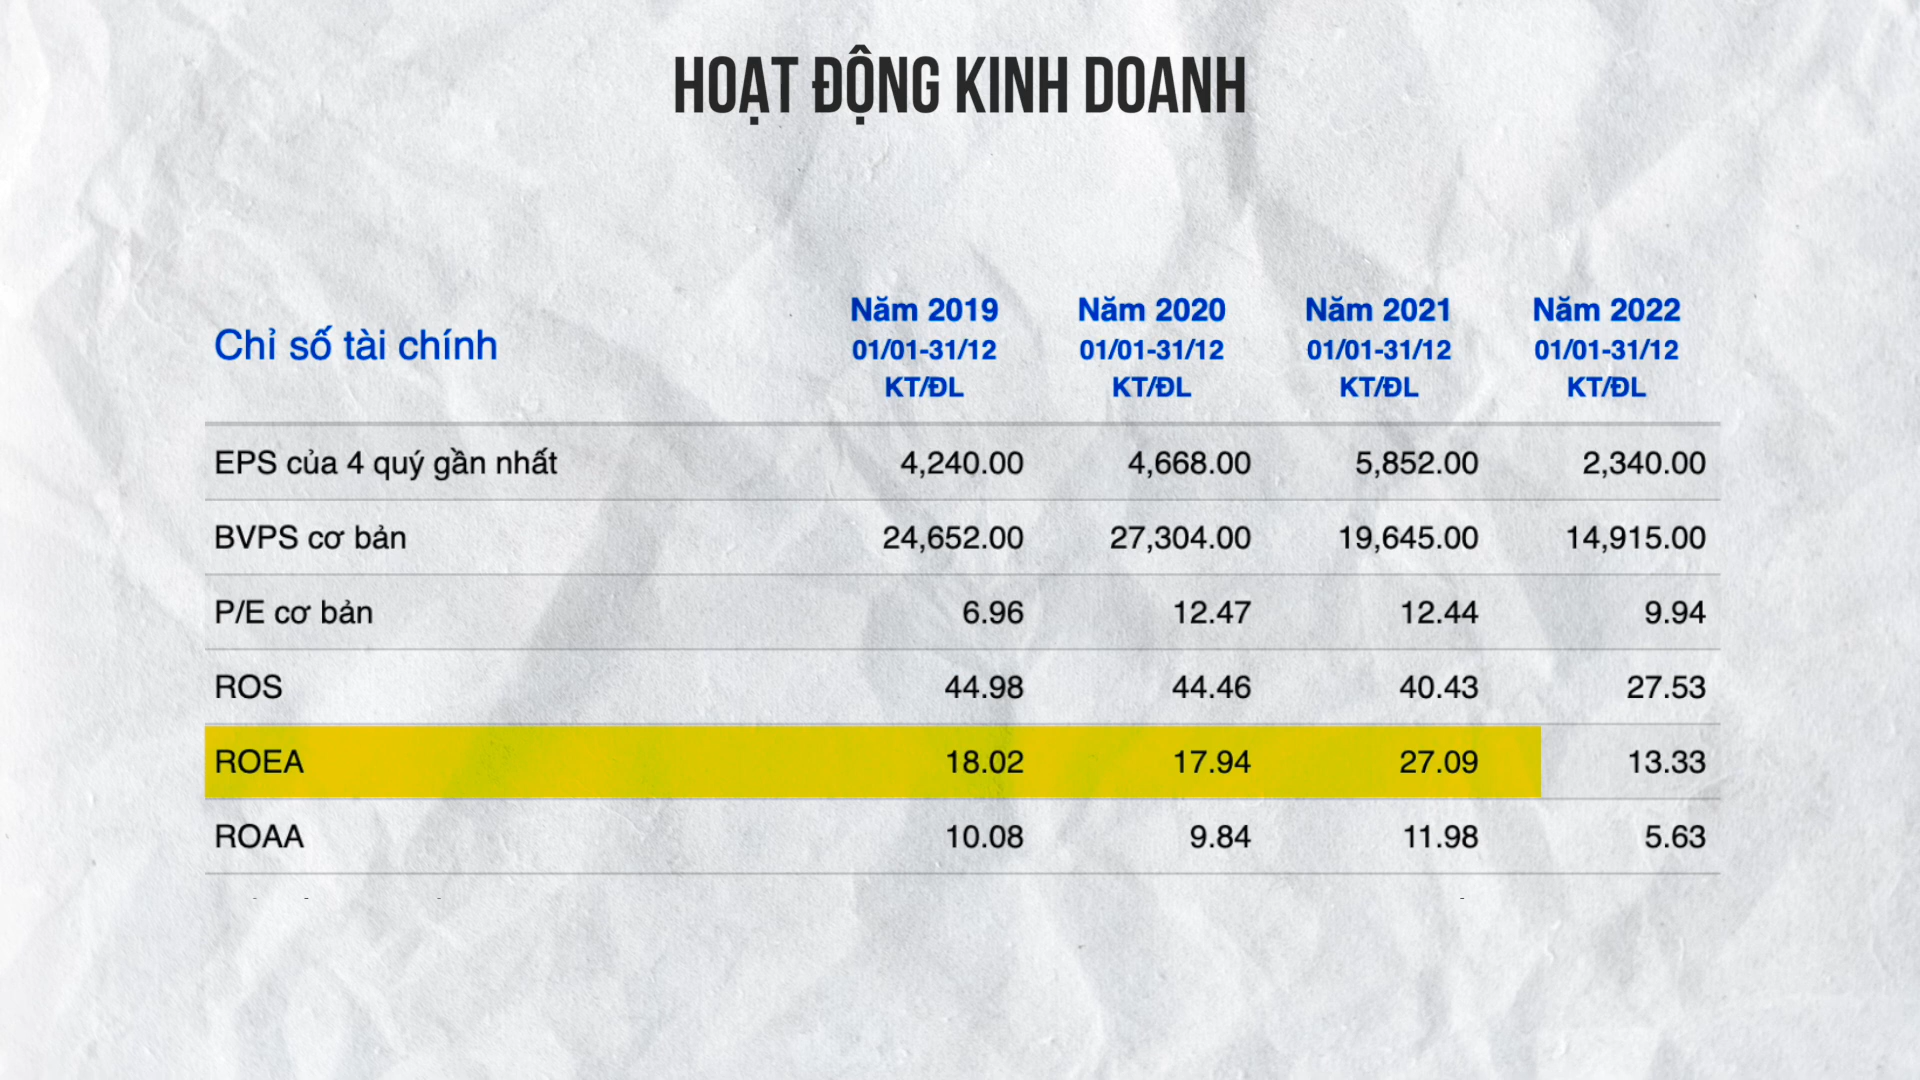 HOẠT ĐỘNG KINH DOANH
Chỉ số tài chính Năm 2019 01/01-31/12 KT/ĐL Năm 2020 01/01-31/12 KT/ĐL Năm 2021 01/01-31/12 KT/ĐL Năm 2022 01/01-31/12 KT/ĐL
EPS của 4 quý gần nhất 4,240.00 4,668.00 5,852.00 2,340.00
BVPS cơ bản 24,652.00 27,304.00 19,645.00 14,915.00
P/E cơ bản 6.96 12.47 12.44 9.94
ROS 44.98 44.46 40.43 27.53
ROEA 18.02 17.94 27.09 13.33
ROAA 10.08 9.84 11.98 5.63